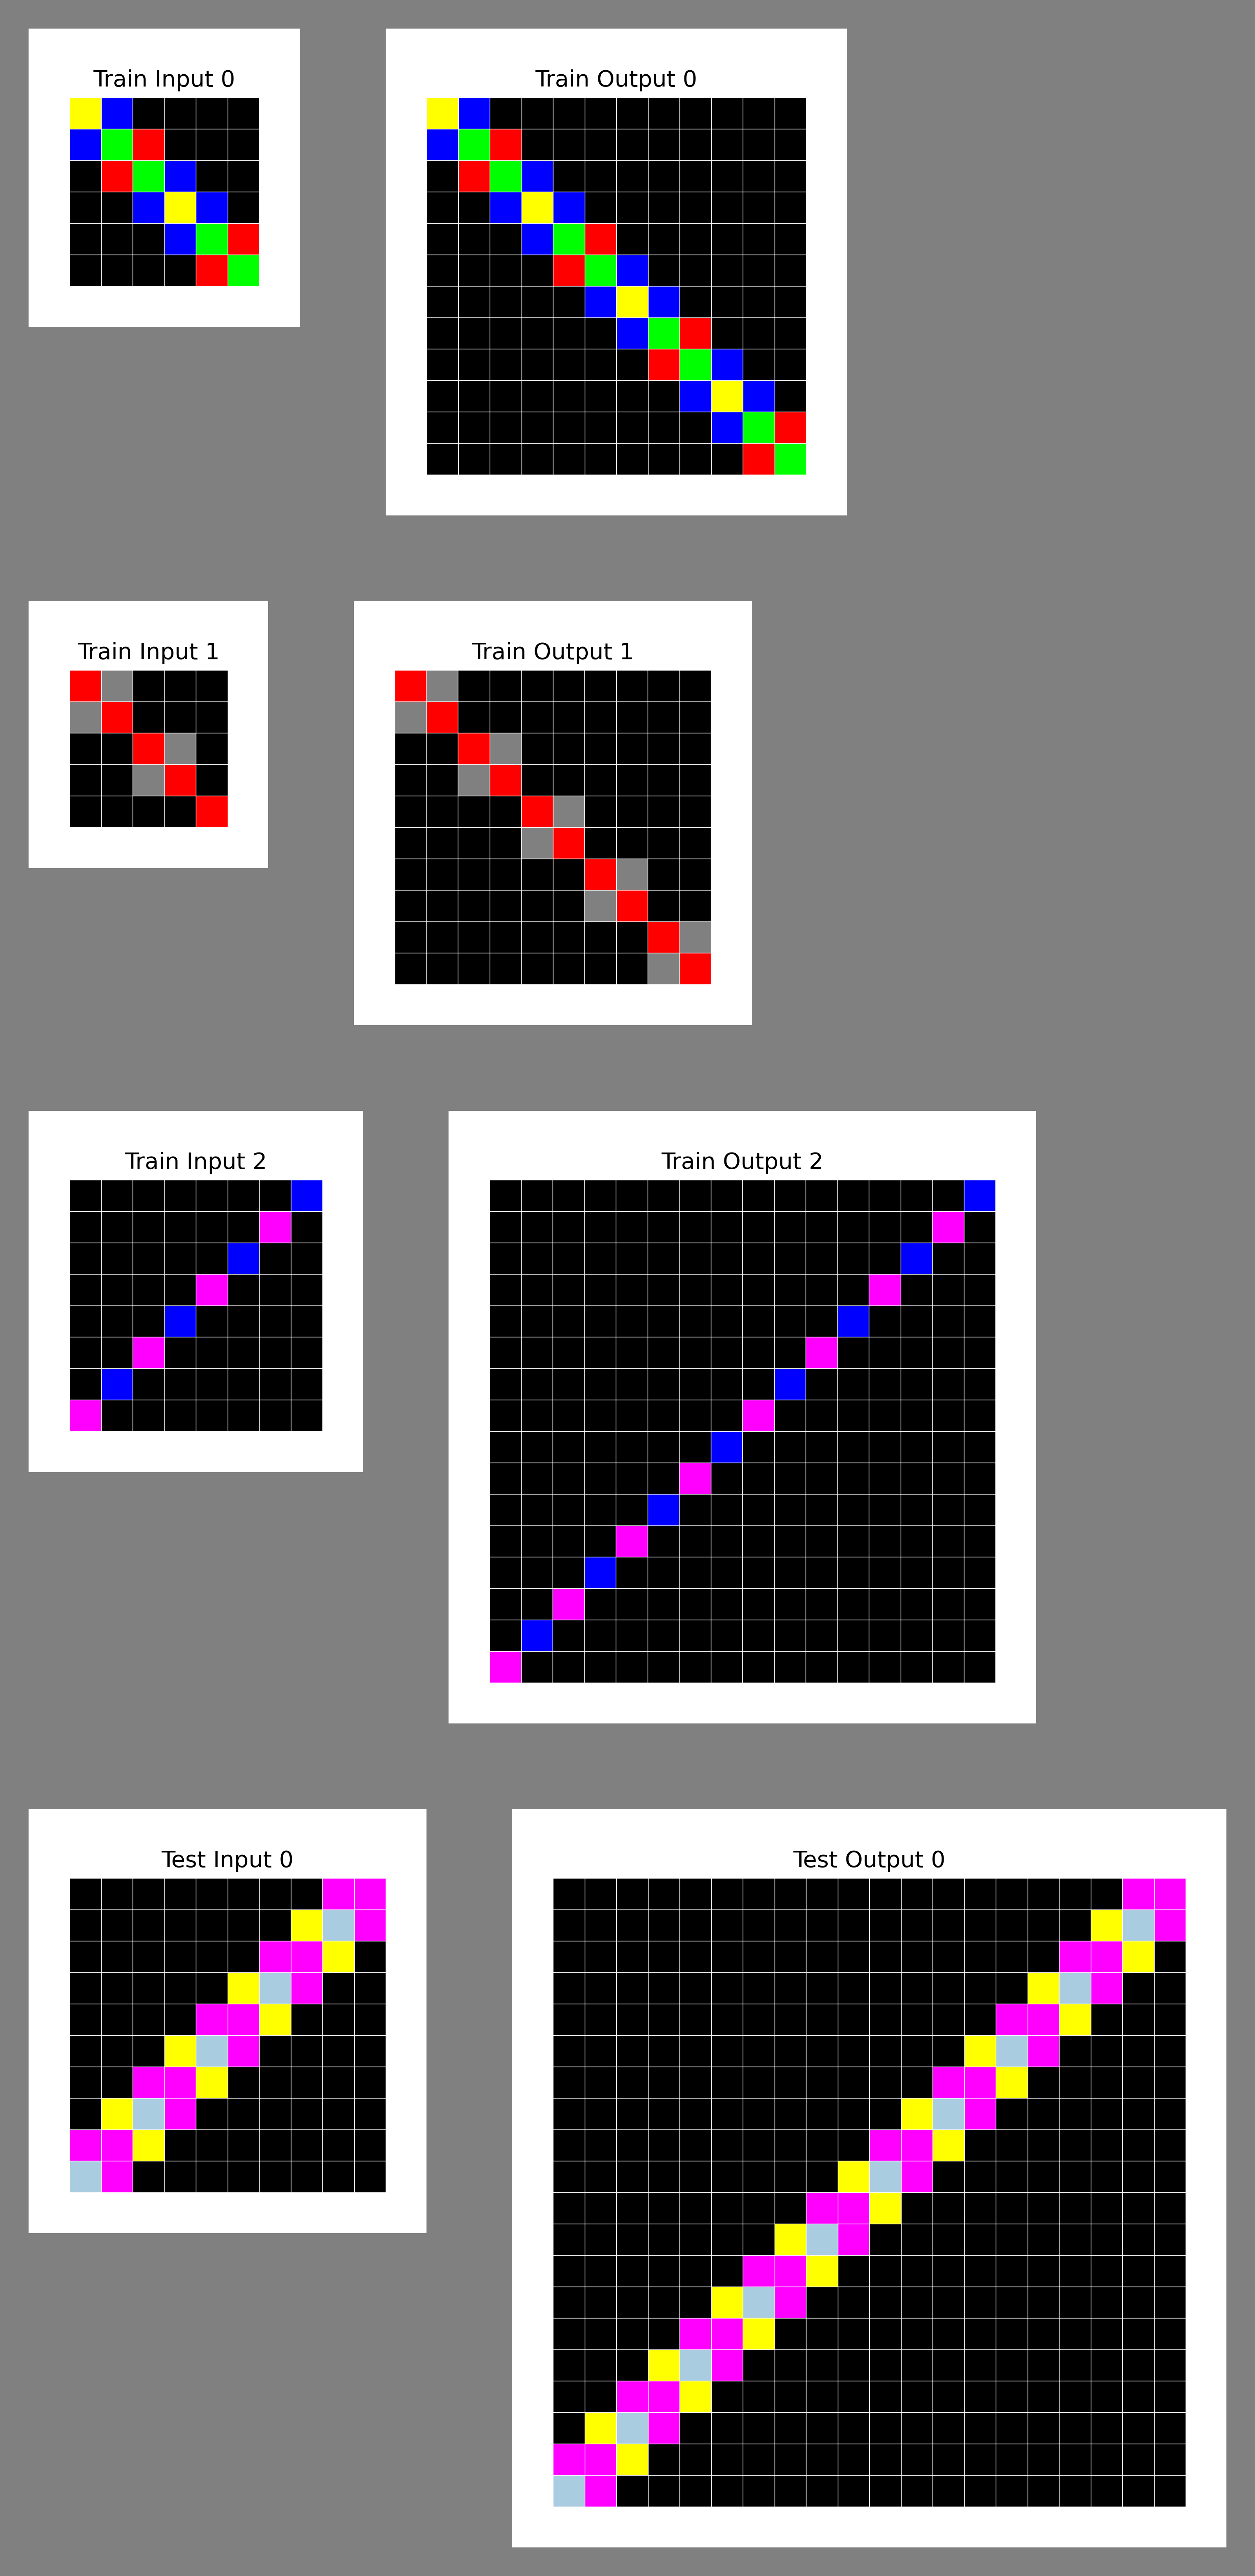 Train Input 0
Train Output 0
Train Input 1
Train Output 1
Train Input 2
Train Output 2
Test Input 0
Test Output 0